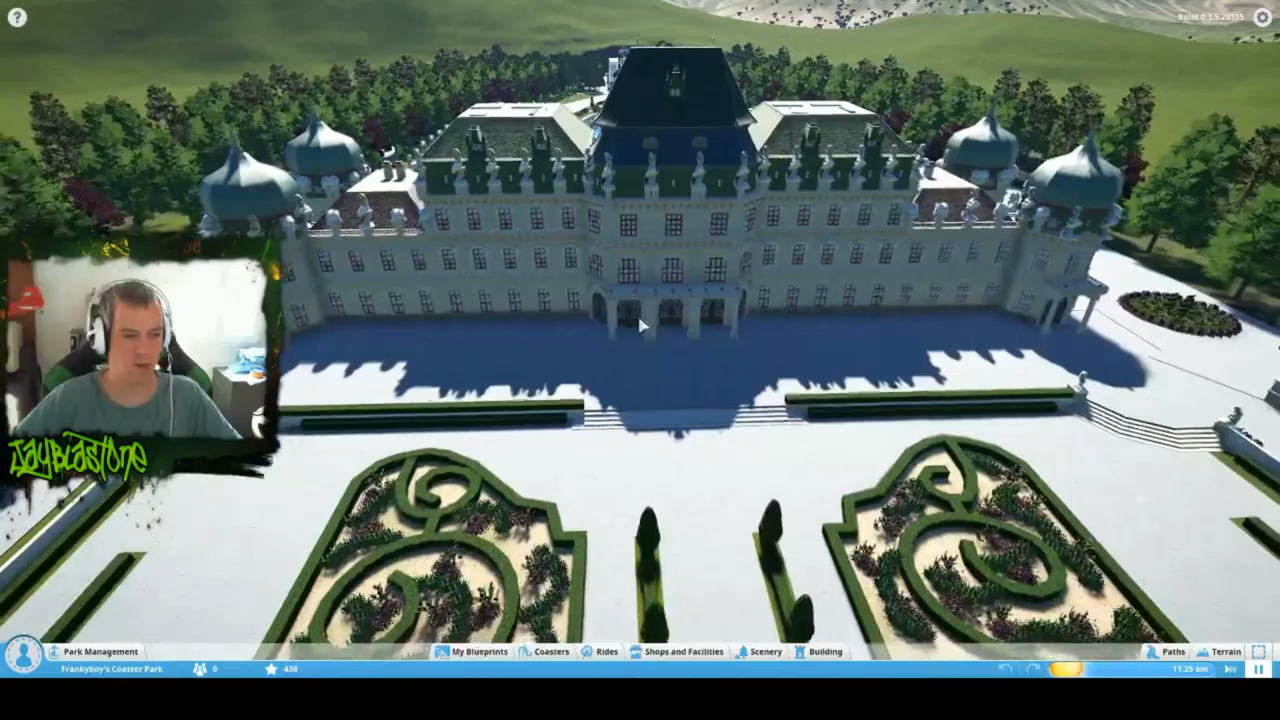 ?
Build 0.3.5.28155
JayBlastone
Park Management
My Blueprints
Coasters
Rides
Shops and Facilities
Scenery
Building
Paths
Terrain
Frankyboy's Coaster Park
0
438
11:25 am